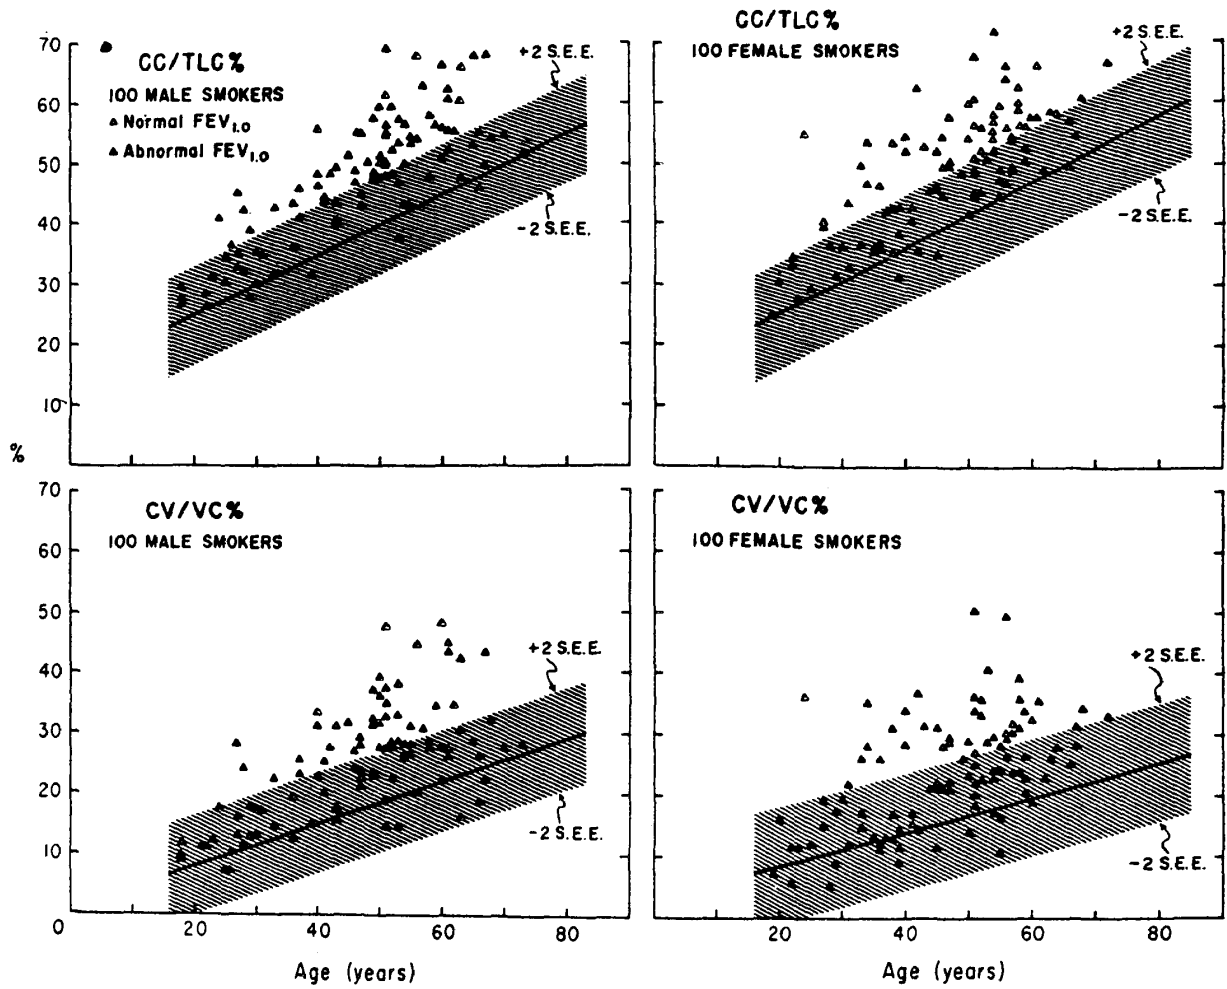 CC/TLC%
100 MALE SMOKERS
Normal FEV1.0
Abnormal FEV1.0
+2 S.E.E.
-2 S.E.E.
70
60
50
40
30
20
10
%
CC/TLC%
100 FEMALE SMOKERS
+2 S.E.E.
-2 S.E.E.
CV/VC%
100 MALE SMOKERS
+2 S.E.E.
-2 S.E.E.
70
60
50
40
30
20
10
0
20
40
60
80
Age (years)
CV/VC%
100 FEMALE SMOKERS
+2 S.E.E.
-2 S.E.E.
20
40
60
80
Age (years)